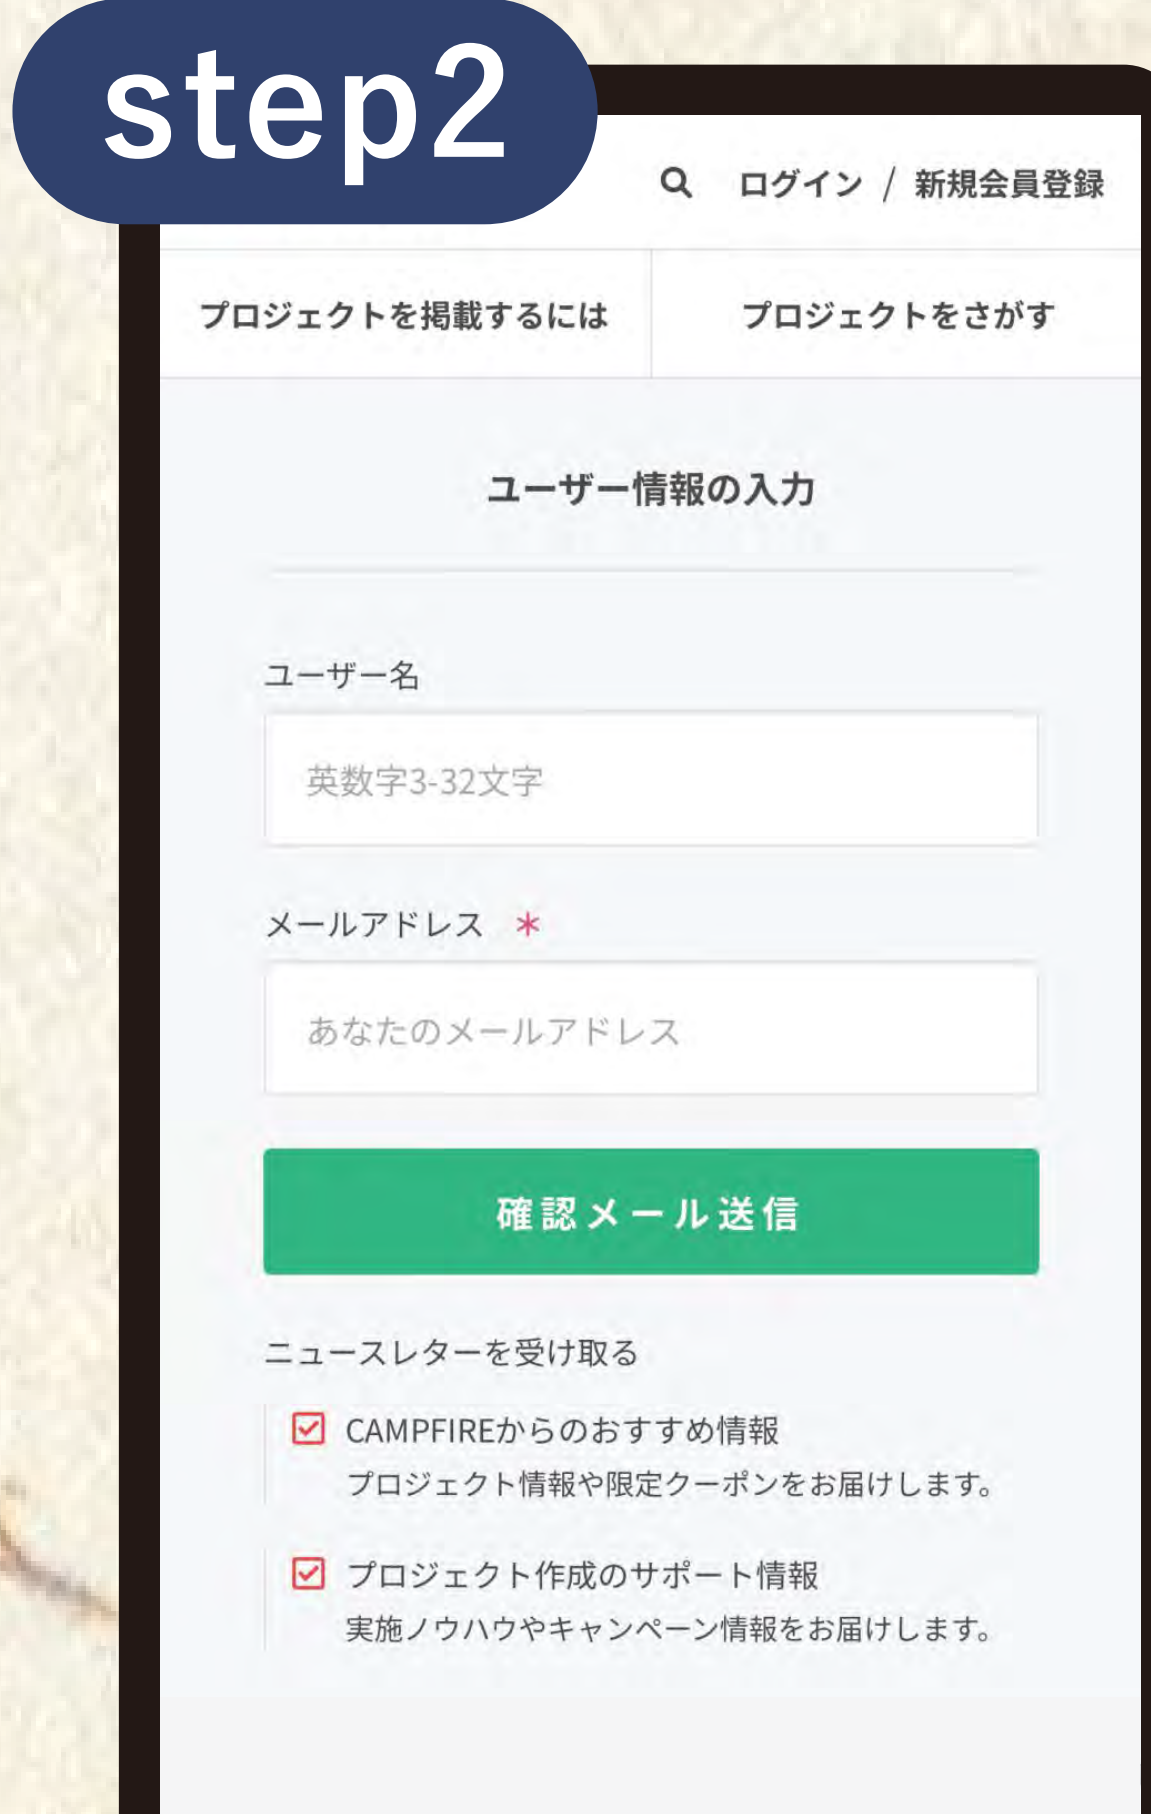 step2
ログイン / 新規会員登録
プロジェクトを掲載するには
プロジェクトをさがす
ユーザー情報の入力
ユーザー名
英数字3-32文字
メールアドレス *
あなたのメールアドレス
確認メール送信
ニュースレターを受け取る
CAMPFIREからのおすすめ情報
プロジェクト情報や限定クーポンをお届けします。
プロジェクト作成のサポート情報
実施ノウハウやキャンペーン情報をお届けします。